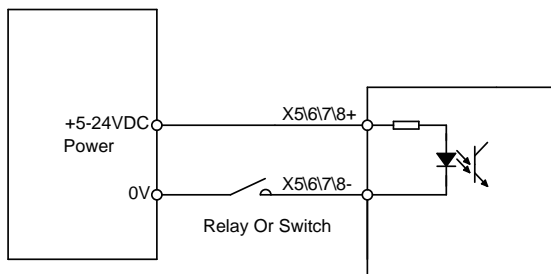 X5\6\7\8+
+5-24VDC
Power
X5\6\7\8-
0V
Relay Or Switch